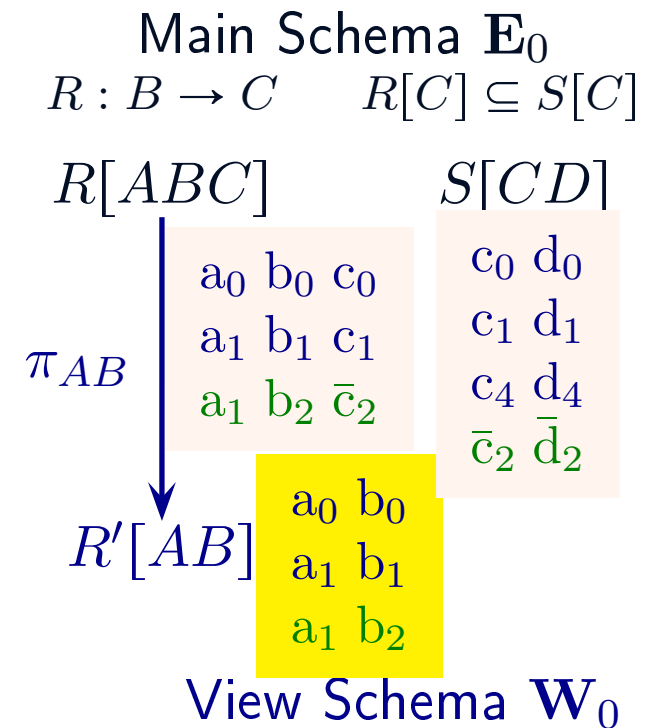 Main Schema E₀
R : B → C R[C] ⊆ S[C]
R[ABC] S[CD]
a₀ b₀ c₀ c₀ d₀
a₁ b₁ c₁ c₁ d₁
π_AB c₄ d₄
a₁ b₂ c̄₂ c̄₂ d̄₂
a₀ b₀
R′[AB] a₁ b₁
a₁ b₂
View Schema W₀